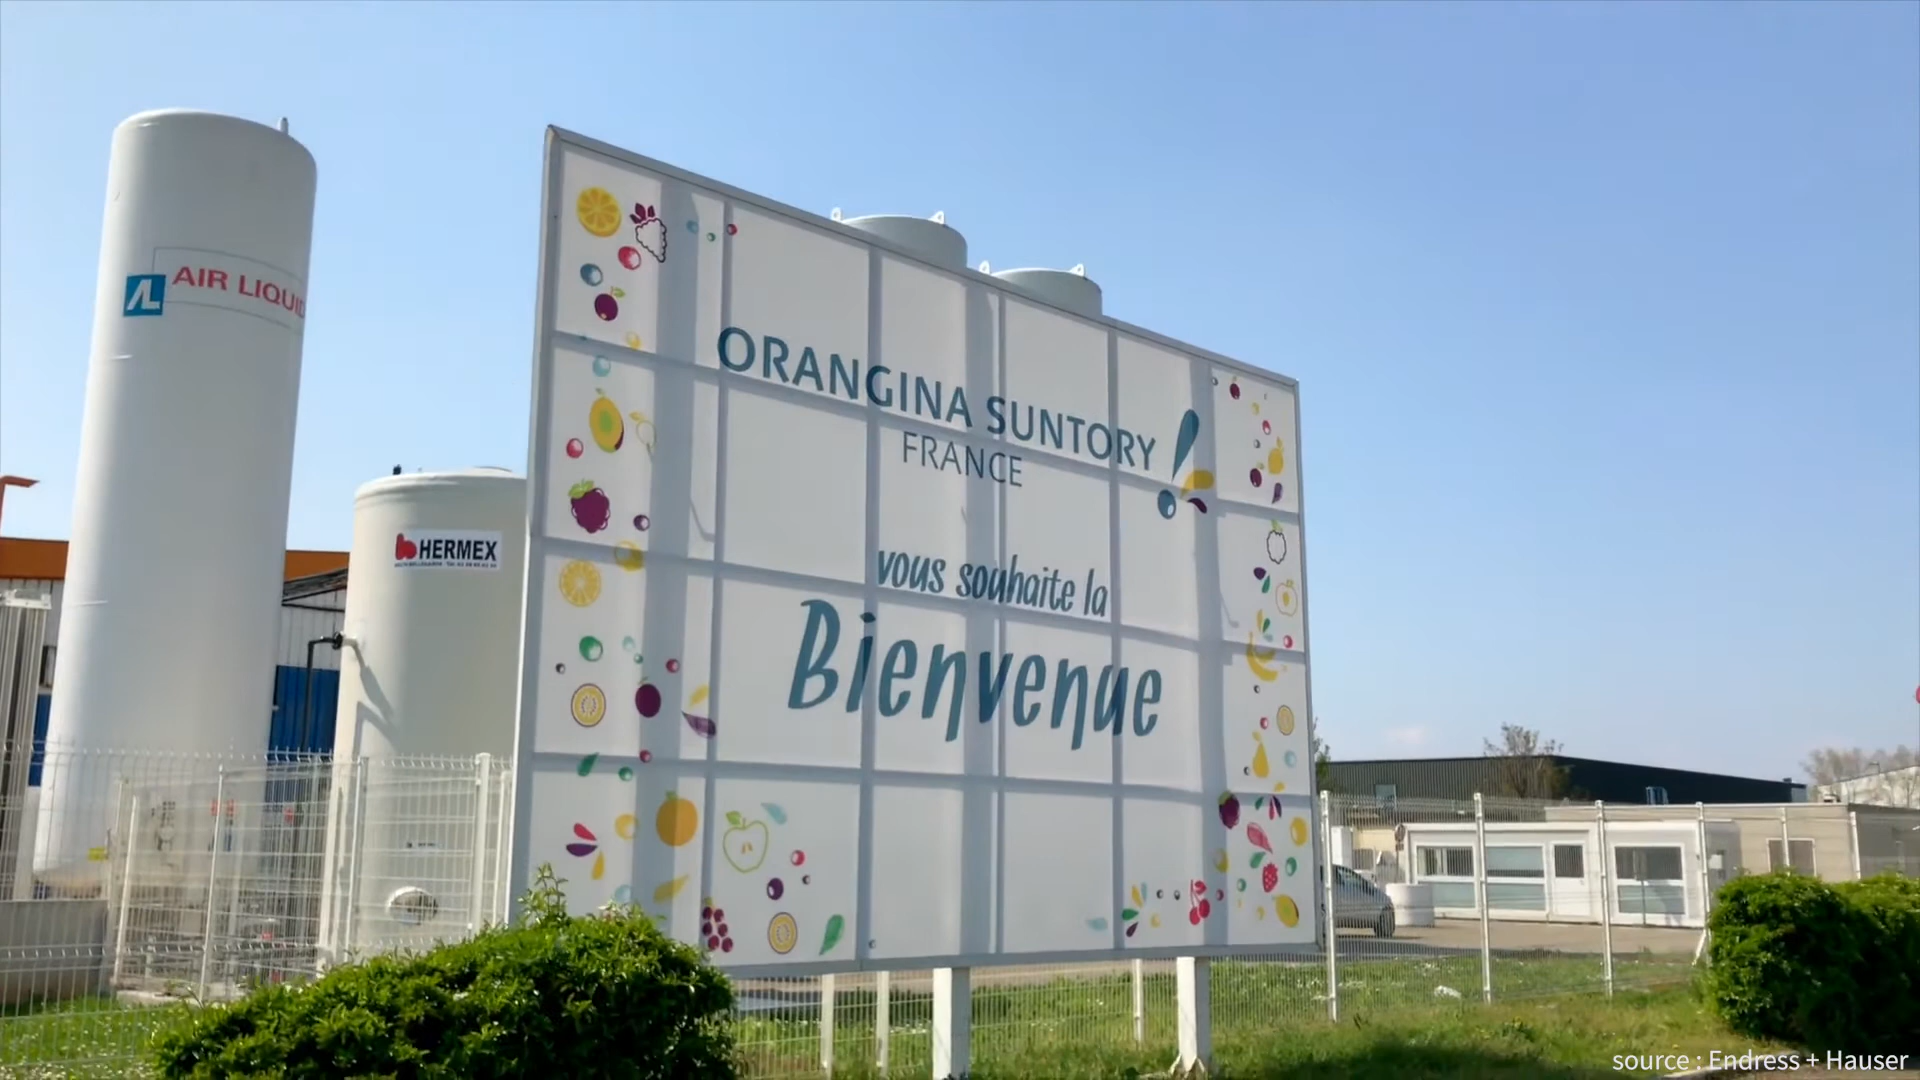 AIR LIQUI
HERMEX
ORANGINA SUNTORY
FRANCE
vous souhaite la
Bienvenue
source : Endress + Hauser